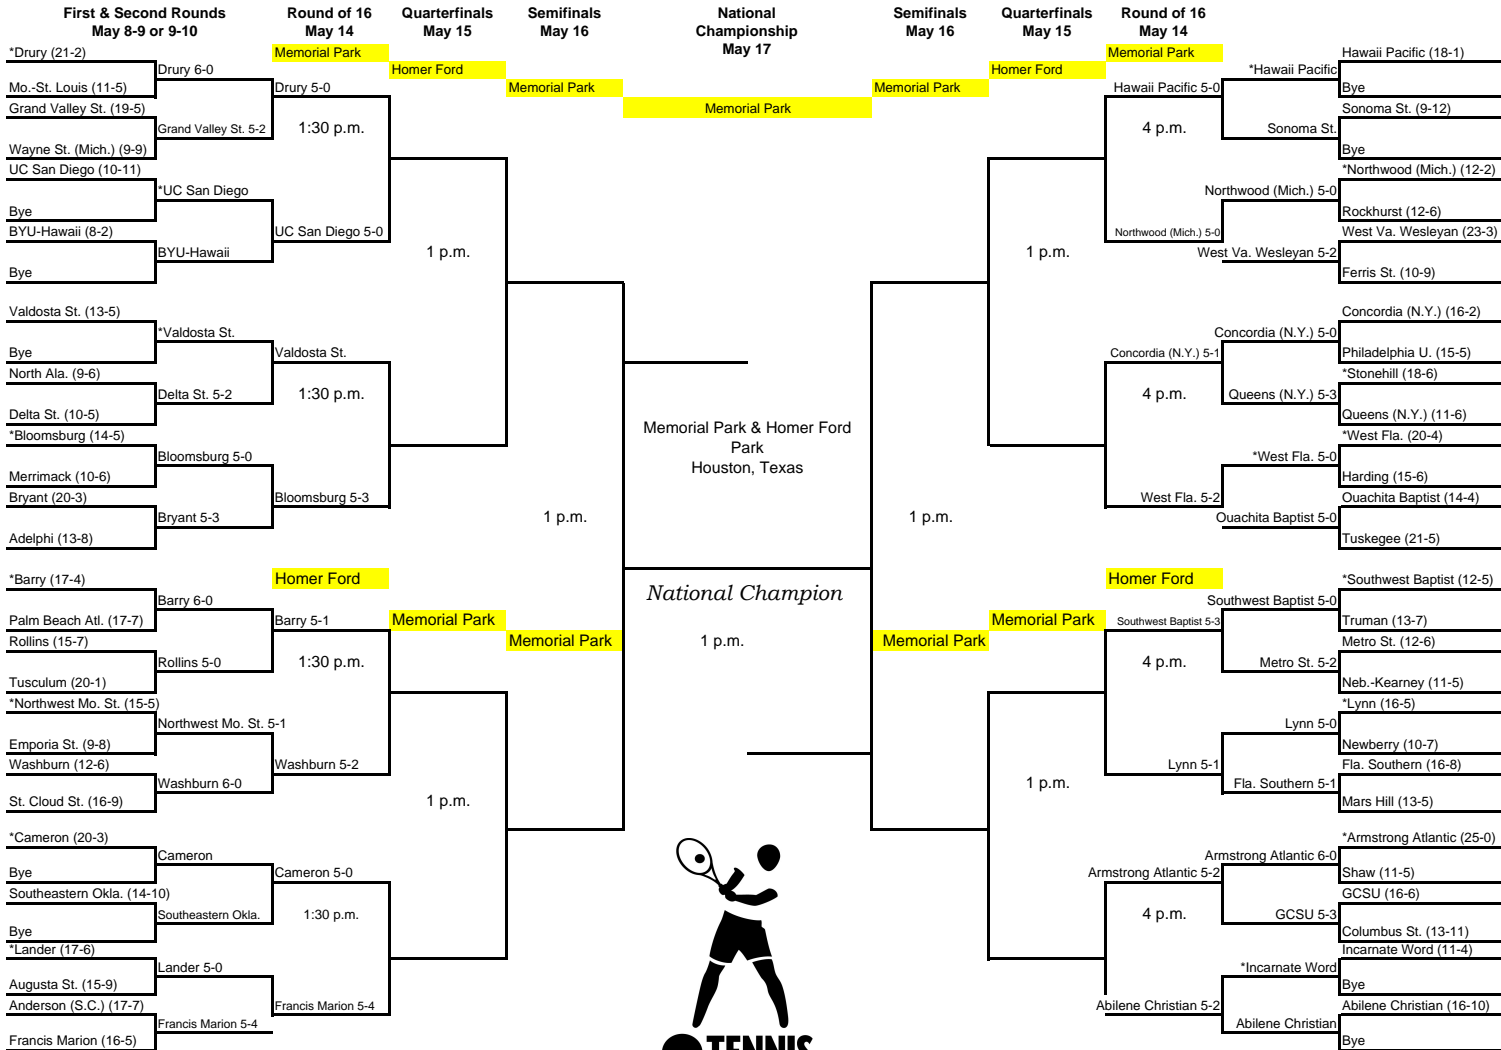 First & Second Rounds
May 8-9 or 9-10
Round of 16
May 14
Quarterfinals
May 15
Semifinals
May 16
National
Championship
May 17
Semifinals
May 16
Quarterfinals
May 15
Round of 16
May 14
Memorial Park
Homer Ford
Memorial Park
Memorial Park
Memorial Park
Homer Ford
Memorial Park
*Drury (21-2)
Drury 6-0
Mo.-St. Louis (11-5)
Drury 5-0
Grand Valley St. (19-5)
Grand Valley St. 5-2
1:30 p.m.
Wayne St. (Mich.) (9-9)
UC San Diego (10-11)
*UC San Diego
Bye
UC San Diego 5-0
BYU-Hawaii (8-2)
BYU-Hawaii
1 p.m.
Bye
Valdosta St. (13-5)
*Valdosta St.
Bye
Valdosta St.
North Ala. (9-6)
Delta St. 5-2
1:30 p.m.
Delta St. (10-5)
*Bloomsburg (14-5)
Bloomsburg 5-0
Merrimack (10-6)
Bloomsburg 5-3
Bryant (20-3)
Bryant 5-3
1 p.m.
Adelphi (13-8)
*Barry (17-4)
Homer Ford
Barry 6-0
Palm Beach Atl. (17-7)
Barry 5-1
Memorial Park
Memorial Park
Rollins (15-7)
Rollins 5-0
1:30 p.m.
Tusculum (20-1)
*Northwest Mo. St. (15-5)
Northwest Mo. St. 5-1
Emporia St. (9-8)
Washburn (12-6)
Washburn 5-2
Washburn 6-0
St. Cloud St. (16-9)
1 p.m.
*Cameron (20-3)
Cameron
Bye
Cameron 5-0
Southeastern Okla. (14-10)
Southeastern Okla.
1:30 p.m.
Bye
*Lander (17-6)
Lander 5-0
Augusta St. (15-9)
Anderson (S.C.) (17-7)
Francis Marion 5-4
Francis Marion 5-4
Francis Marion (16-5)
Memorial Park & Homer Ford
Park
Houston, Texas
National Champion
1 p.m.
TENNIS
Hawaii Pacific (18-1)
*Hawaii Pacific
Bye
Hawaii Pacific 5-0
Sonoma St. (9-12)
Sonoma St.
4 p.m.
Bye
*Northwood (Mich.) (12-2)
Northwood (Mich.) 5-0
Rockhurst (12-6)
Northwood (Mich.) 5-0
West Va. Wesleyan (23-3)
West Va. Wesleyan 5-2
1 p.m.
Ferris St. (10-9)
Concordia (N.Y.) (16-2)
Concordia (N.Y.) 5-0
Philadelphia U. (15-5)
Concordia (N.Y.) 5-1
*Stonehill (18-6)
Queens (N.Y.) 5-3
4 p.m.
Queens (N.Y.) (11-6)
*West Fla. (20-4)
*West Fla. 5-0
Harding (15-6)
West Fla. 5-2
Ouachita Baptist (14-4)
Ouachita Baptist 5-0
1 p.m.
Tuskegee (21-5)
Homer Ford
*Southwest Baptist (12-5)
Southwest Baptist 5-0
Truman (13-7)
Southwest Baptist 5-3
Memorial Park
Memorial Park
Metro St. (12-6)
Metro St. 5-2
4 p.m.
Neb.-Kearney (11-5)
*Lynn (16-5)
Lynn 5-0
Newberry (10-7)
Lynn 5-1
Fla. Southern (16-8)
Fla. Southern 5-1
1 p.m.
Mars Hill (13-5)
*Armstrong Atlantic (25-0)
Armstrong Atlantic 6-0
Shaw (11-5)
Armstrong Atlantic 5-2
GCSU (16-6)
GCSU 5-3
4 p.m.
Columbus St. (13-11)
Incarnate Word (11-4)
*Incarnate Word
Bye
Abilene Christian 5-2
Abilene Christian (16-10)
Abilene Christian
Bye